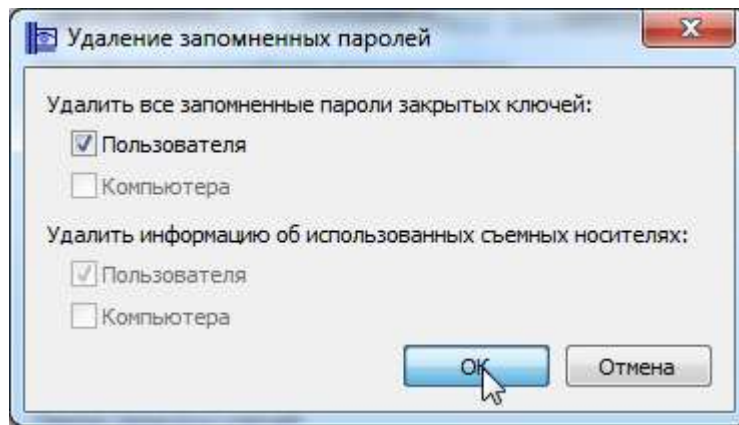 Удаление запомненных паролей
Удалить все запомненные пароли закрытых ключей:
Пользователя
Компьютера
Удалить информацию об использованных съемных носителях:
Пользователя
Компьютера
ОК
Отмена